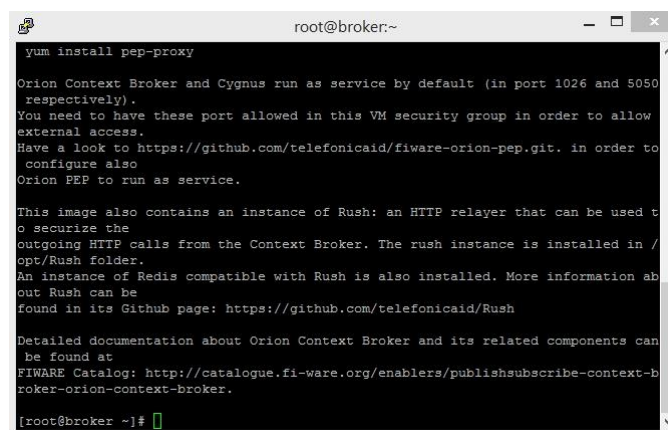 root@broker:~
yum install pep-proxy
Orion Context Broker and Cygnus run as service by default (in port 1026 and 5050
respectively).
You need to have these port allowed in this VM security group in order to allow
external access.
Have a look to https://github.com/telefonicaid/fiware-orion-pep.git. in order to
configure also
Orion PEP to run as service.
This image also contains an instance of Rush: an HTTP relayer that can be used t
o securize the
outgoing HTTP calls from the Context Broker. The rush instance is installed in /
opt/Rush folder.
An instance of Redis compatible with Rush is also installed. More information ab
out Rush can be
found in its Github page: https://github.com/telefonicaid/Rush
Detailed documentation about Orion Context Broker and its related components can
be found at
FIWARE Catalog: http://catalogue.fi-ware.org/enablers/publishsubscribe-context-b
roker-orion-context-broker.
[root@broker ~]#